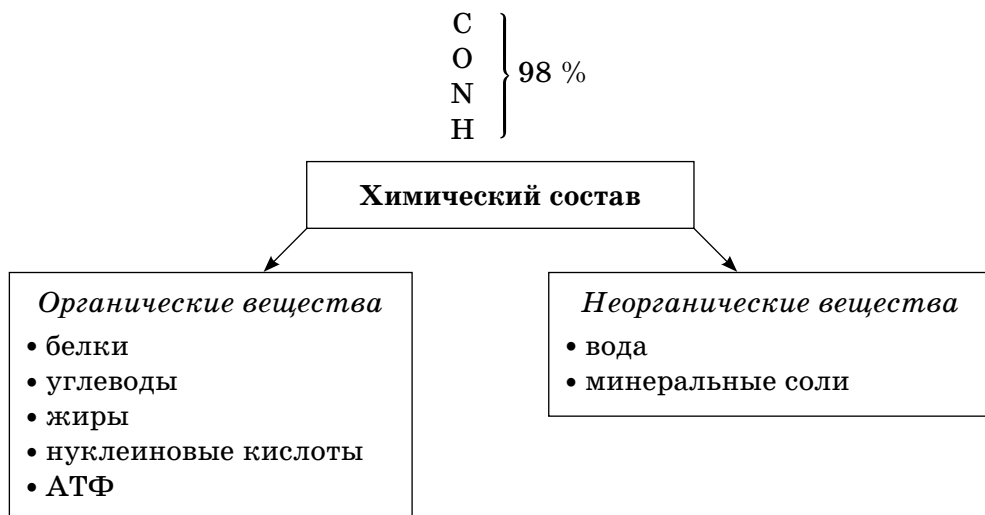 C
O
N
H
98 %
Химический состав
Органические вещества
• белки
• углеводы
• жиры
• нуклеиновые кислоты
• АТФ
Неорганические вещества
• вода
• минеральные соли